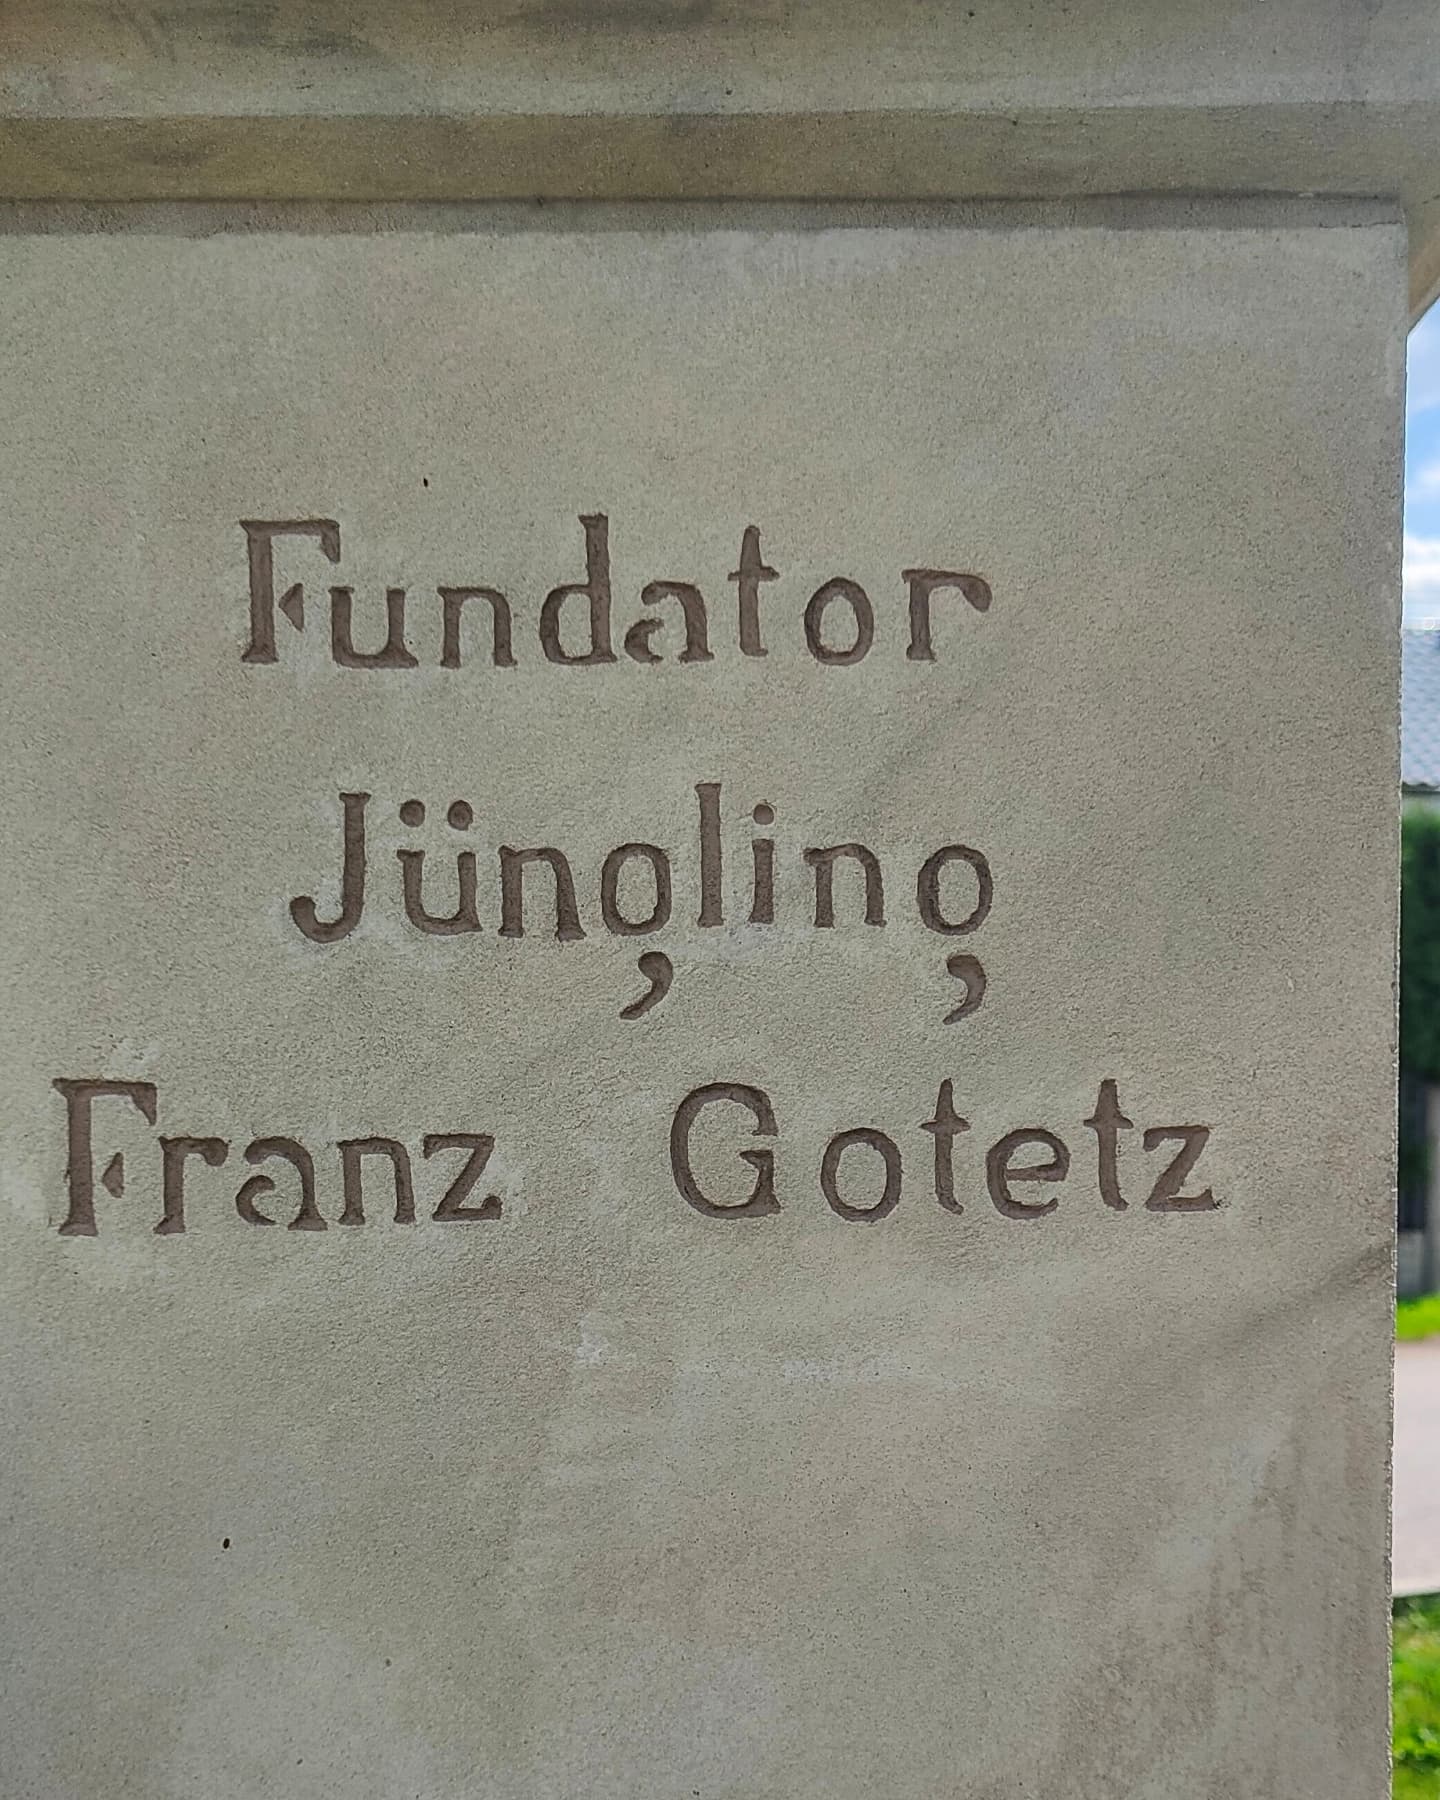 Fundator
Jüngling
Franz Gotetz